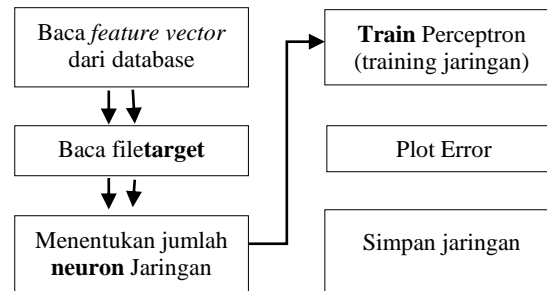 Baca feature vector
dari database
Baca filetarget
Menentukan jumlah
neuron Jaringan
Train Perceptron
(training jaringan)
Plot Error
Simpan jaringan